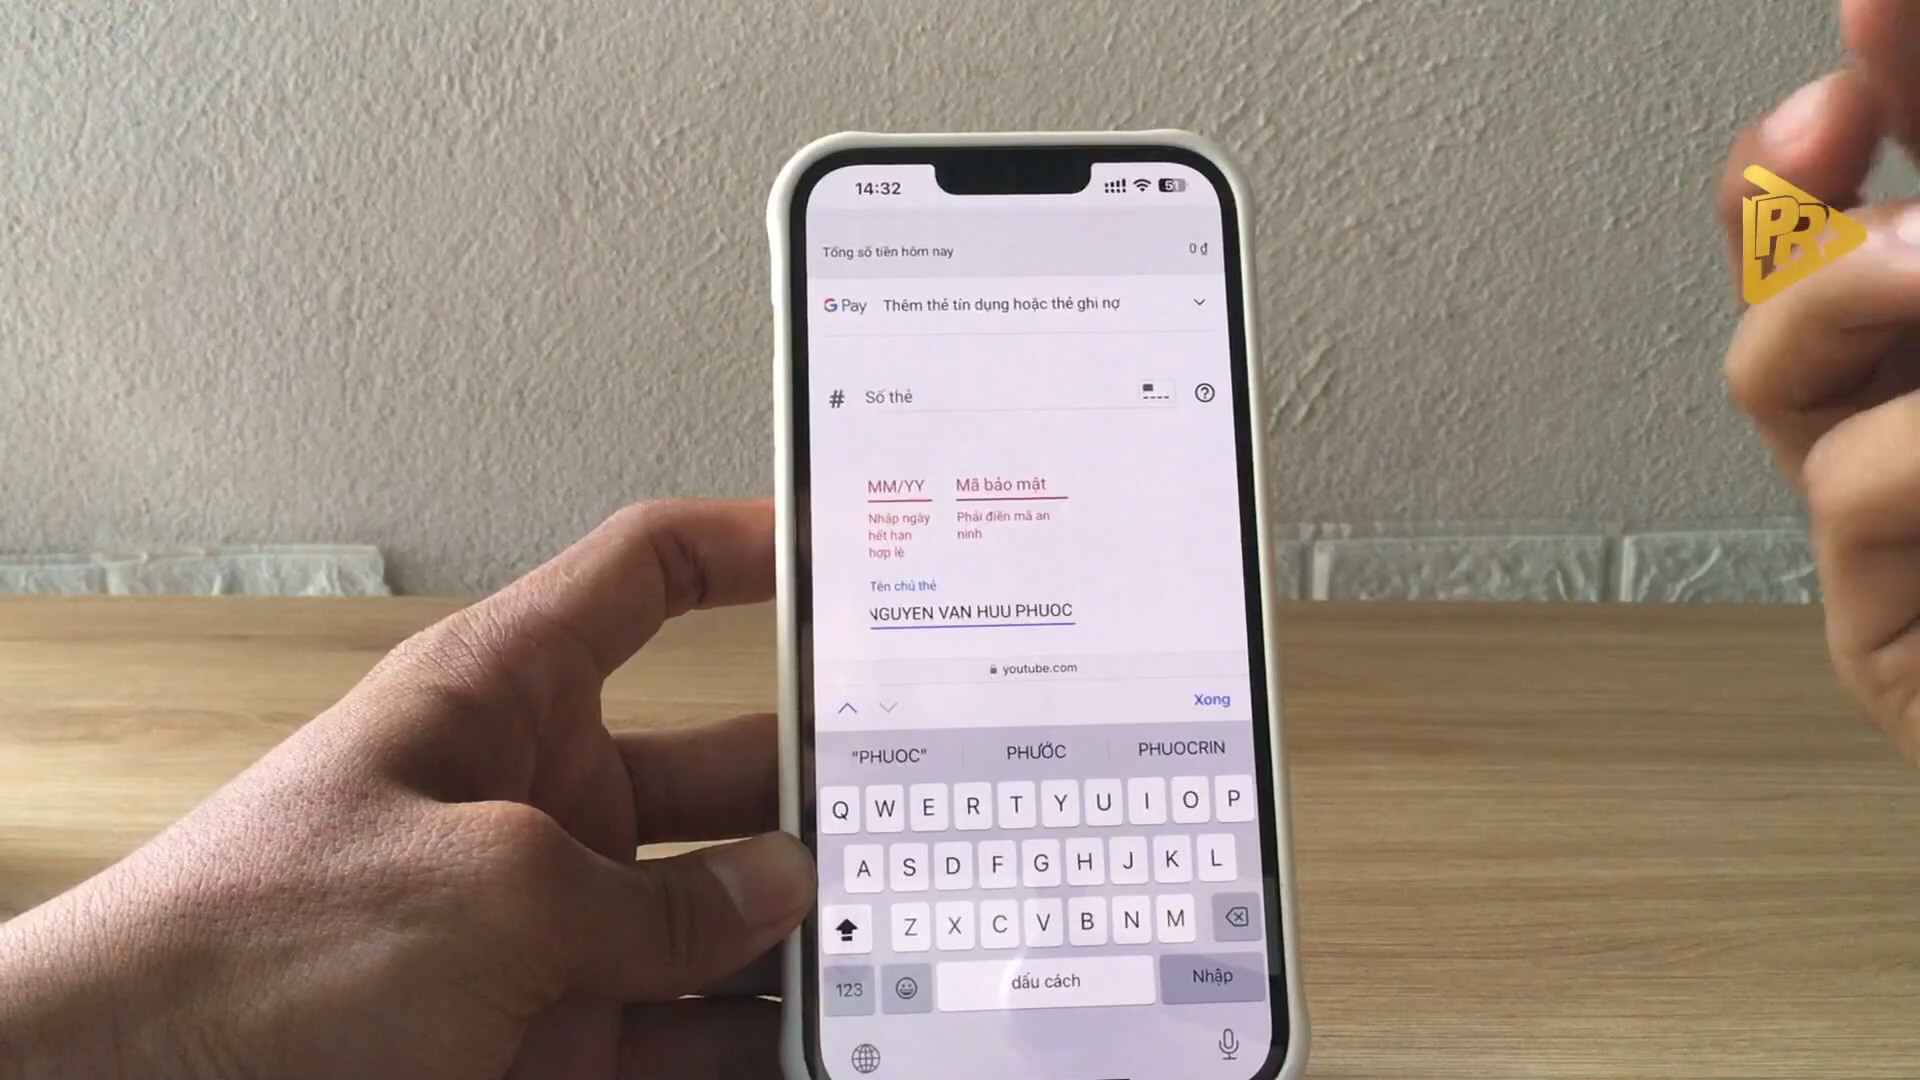 14:32
51
Tổng số tiền hôm nay
0 ₫
G Pay Thêm thẻ tín dụng hoặc thẻ ghi nợ
# Số thẻ
MM/YY Mã bảo mật
Nhập ngày hết hạn hợp lệ
Phải điền mã an ninh
Tên chủ thẻ
NGUYEN VAN HUU PHUOC
youtube.com
Xong
"PHUOC" PHƯỚC PHUOCRIN
Q W E R T Y U I O P
A S D F G H J K L
Z X C V B N M
123 dấu cách Nhập
PR